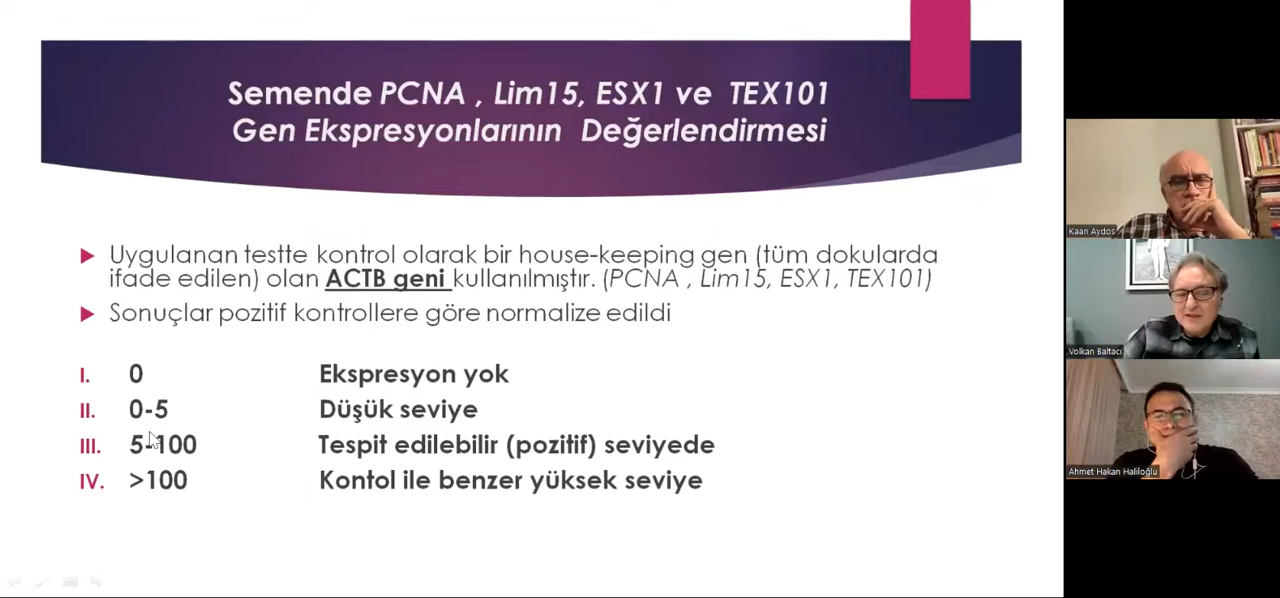 Semende PCNA , Lim15, ESX1 ve TEX101
Gen Ekspresyonlarının Değerlendirmesi
Uygulanan testte kontrol olarak bir house-keeping gen (tüm dokularda
ifade edilen) olan ACTB geni kullanılmıştır. (PCNA , Lim15, ESX1, TEX101)
Sonuçlar pozitif kontrollere göre normalize edildi
I. 0 Ekspresyon yok
II. 0-5 Düşük seviye
III. 5-100 Tespit edilebilir (pozitif) seviyede
IV. >100 Kontol ile benzer yüksek seviye
Kaan Aydos
Volkan Baltacı
Ahmet Hakan Haliloğlu